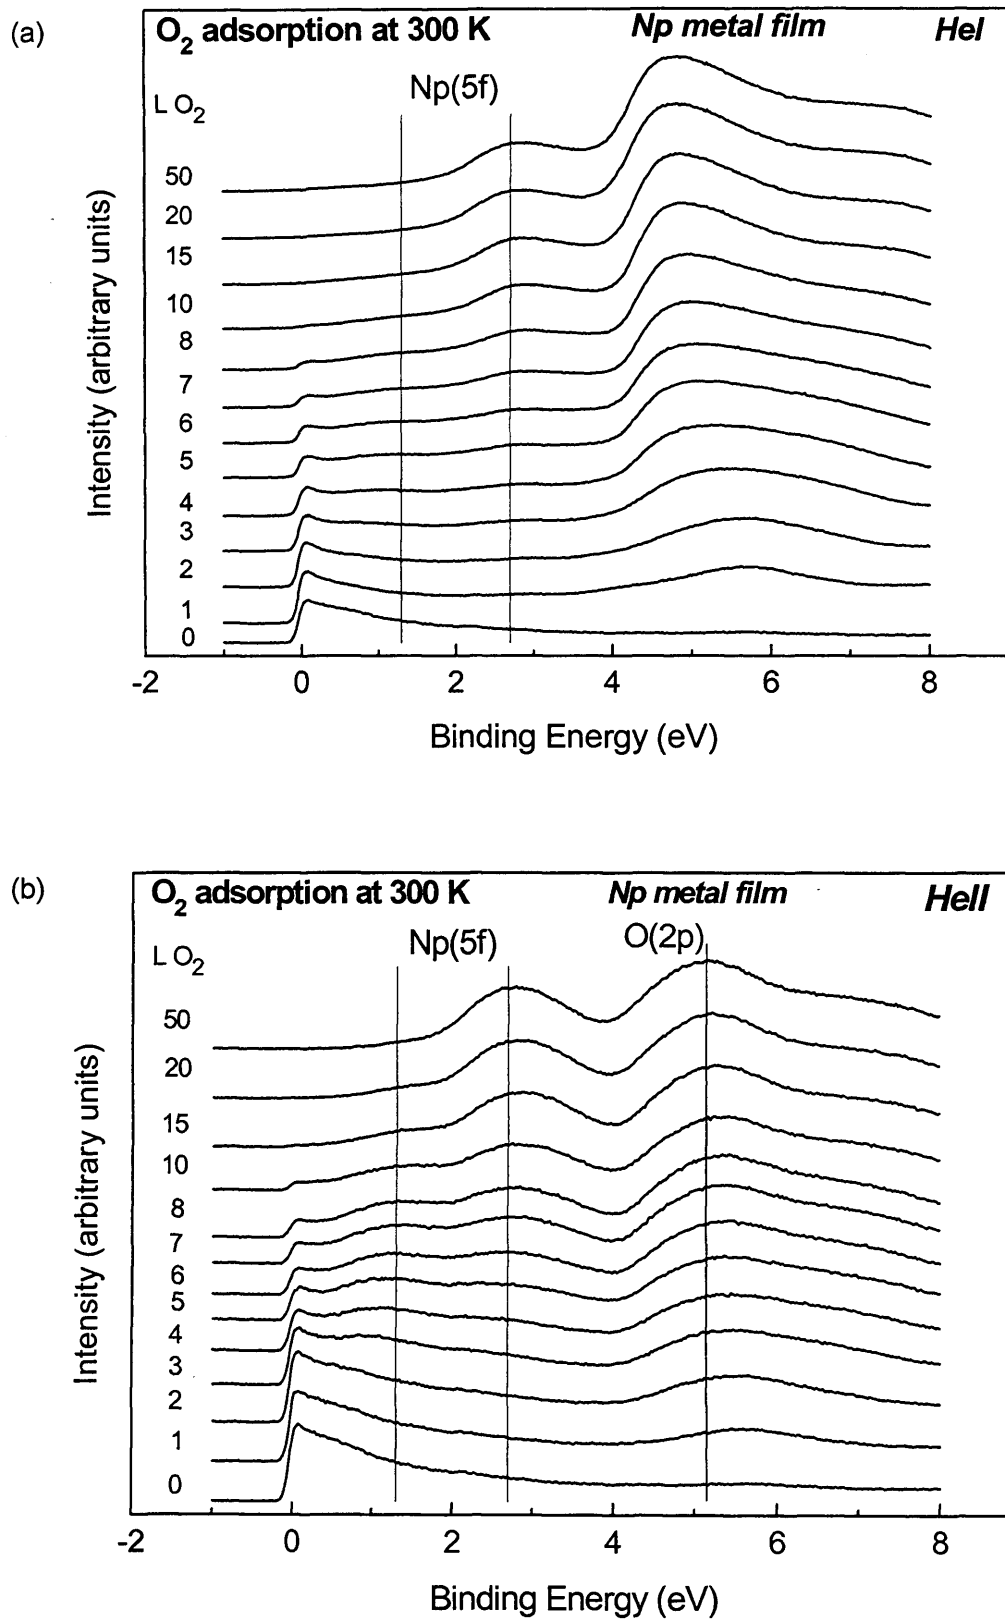 (a)
O2 adsorption at 300 K Np metal film HeI
Np(5f)
L O2
50
20
15
10
8
7
6
5
4
3
2
1
0
Intensity (arbitrary units)
-2 0 2 4 6 8
Binding Energy (eV)
(b)
O2 adsorption at 300 K Np metal film HeII
Np(5f) O(2p)
L O2
50
20
15
10
8
7
6
5
4
3
2
1
0
Intensity (arbitrary units)
-2 0 2 4 6 8
Binding Energy (eV)